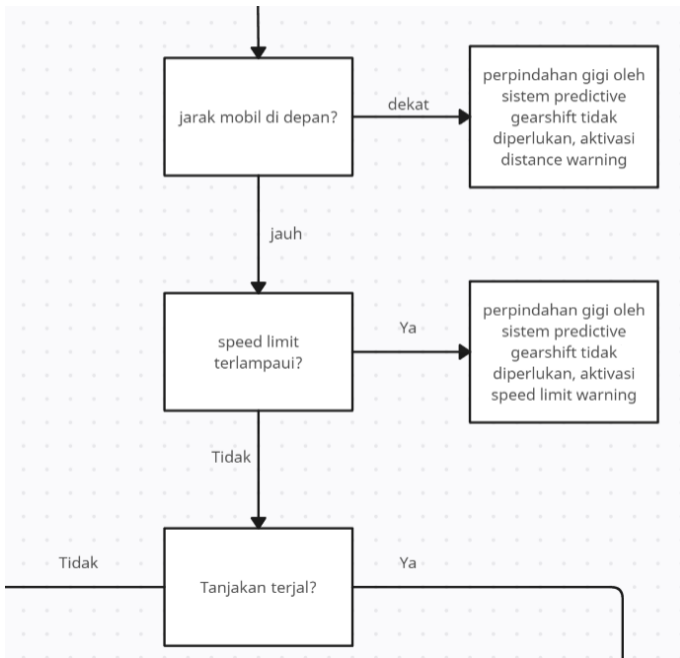 jarak mobil di depan?
dekat
perpindahan gigi oleh
sistem predictive
gearshift tidak
diperlukan, aktivasi
distance warning
jauh
speed limit
terlampaui?
Ya
perpindahan gigi oleh
sistem predictive
gearshift tidak
diperlukan, aktivasi
speed limit warning
Tidak
Tidak
Tanjakan terjal?
Ya